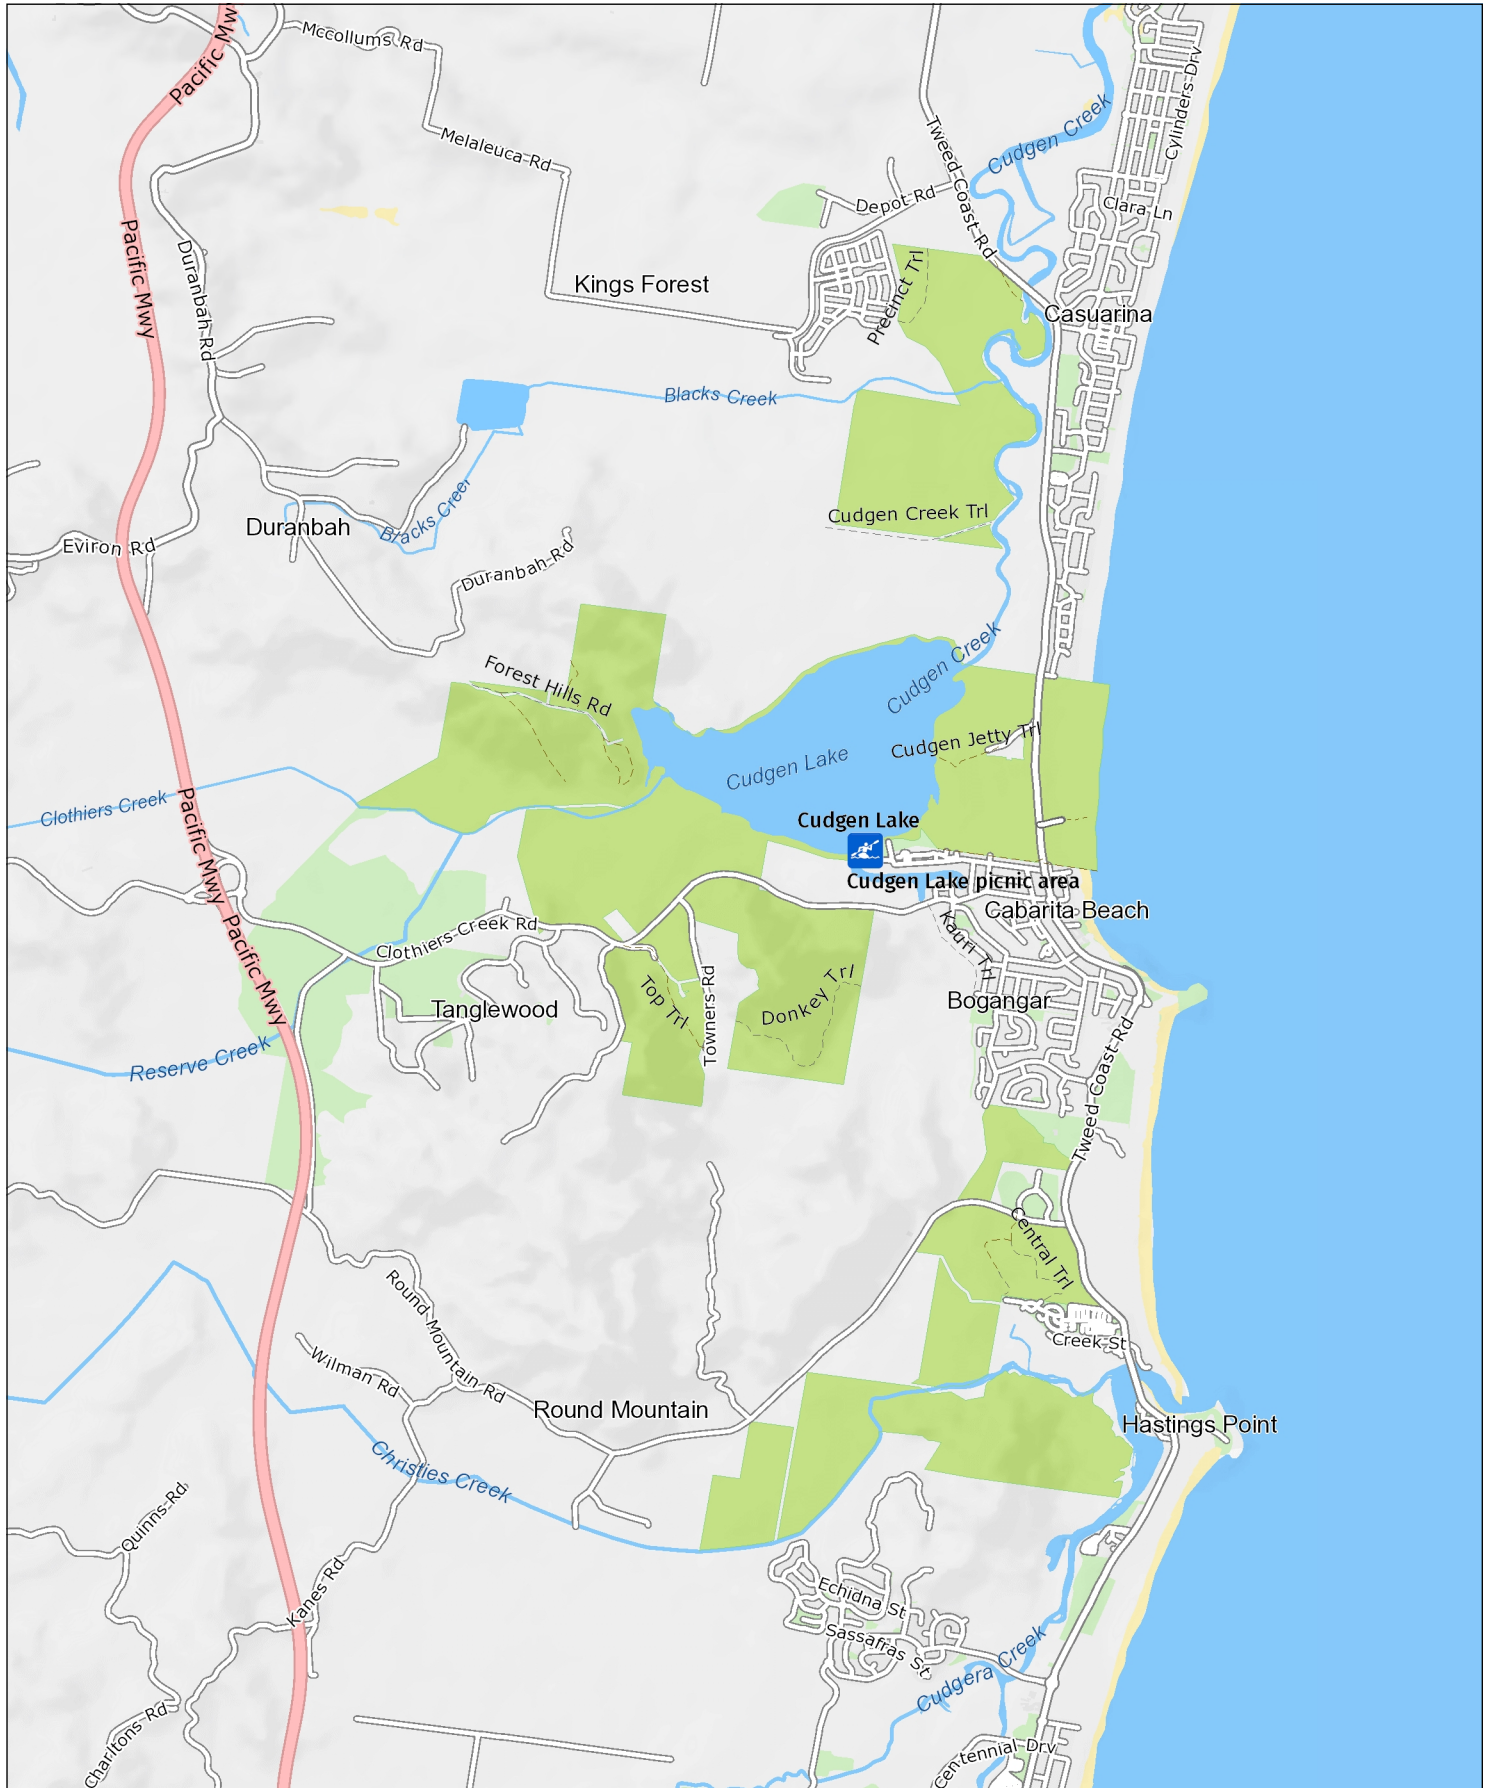 Pacific Mwy
Mccollums Rd
Cylinders Drv
Cudgen Creek
Tweed Coast Rd
Melaleuca Rd
Depot Rd
Clara Ln
Pacific Mwy
Duranbah Rd
Kings Forest
Precinct Trl
Casuarina
Blacks Creek
Cudgen Creek Trl
Duranbah
Blacks Creek
Eviron Rd
Duranbah Rd
Cudgen Creek
Forest Hills Rd
Cudgen Jetty Trl
Cudgen Lake
Clothiers Creek
Pacific Mwy
Cudgen Lake
Cudgen Lake picnic area
Cabarita Beach
Clothiers Creek Rd
Pacific Mwy
Kauri Trl
Tanglewood
Top Trl
Towners Rd
Donkey Trl
Bogangar
Reserve Creek
Tweed Coast Rd
Central Trl
Round Mountain Rd
Creek St
Wilman Rd
Round Mountain
Hastings Point
Christies Creek
Quinns Rd
Kanes Rd
Echidna St
Sassafras St
Cudgera Creek
Charltons Rd
Centennial Drv